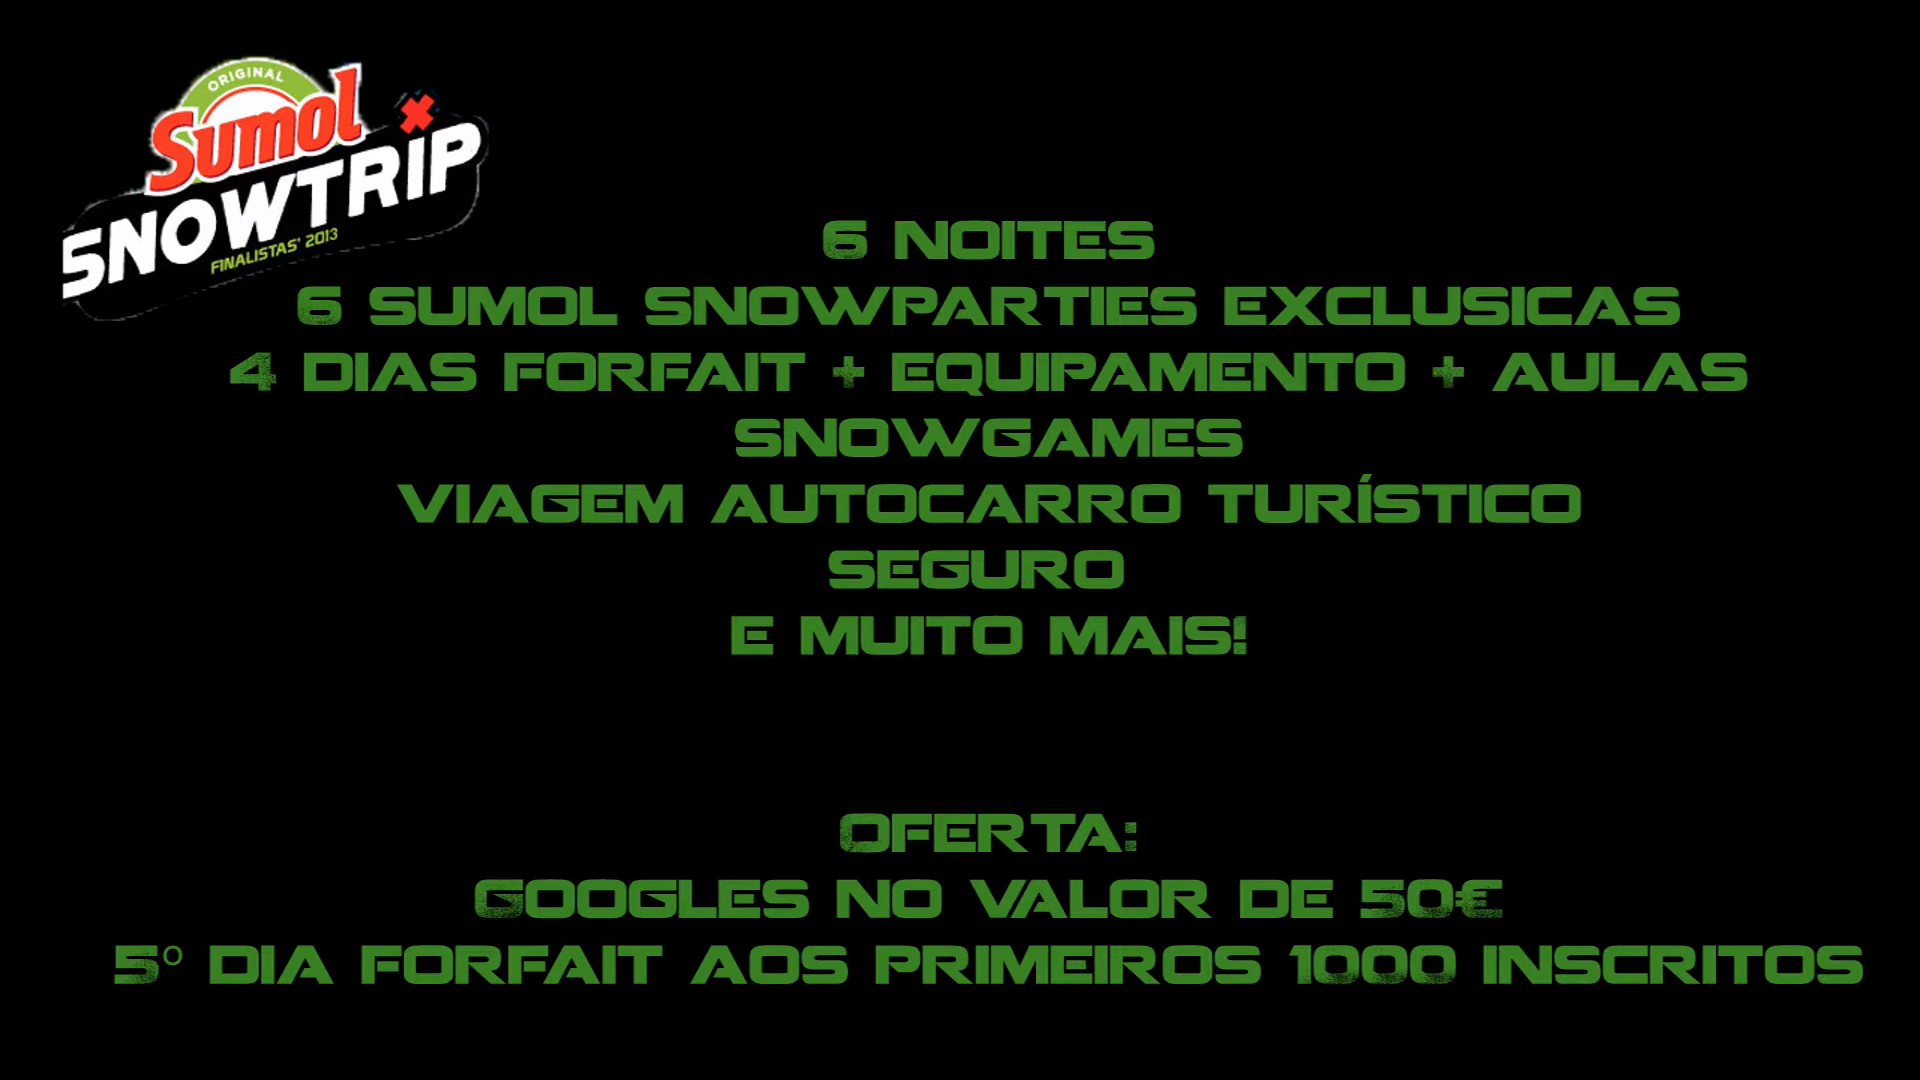 ORIGINAL
Sumol
SNOWTRIP
FINALISTAS' 2013
6 NOITES
6 SUMOL SNOWPARTIES EXCLUSICAS
4 DIAS FORFAIT + EQUIPAMENTO + AULAS
SNOWGAMES
VIAGEM AUTOCARRO TURÍSTICO
SEGURO
E MUITO MAIS!
OFERTA:
GOOGLES NO VALOR DE 50€
5º DIA FORFAIT AOS PRIMEIROS 1000 INSCRITOS